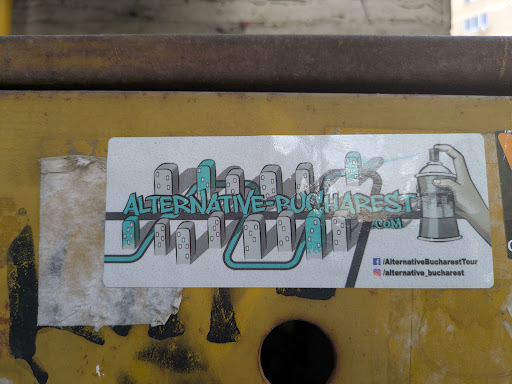 ALTERNATIVE-BUCHAREST
.COM
/AlternativeBucharestTour
/alternative_bucharest